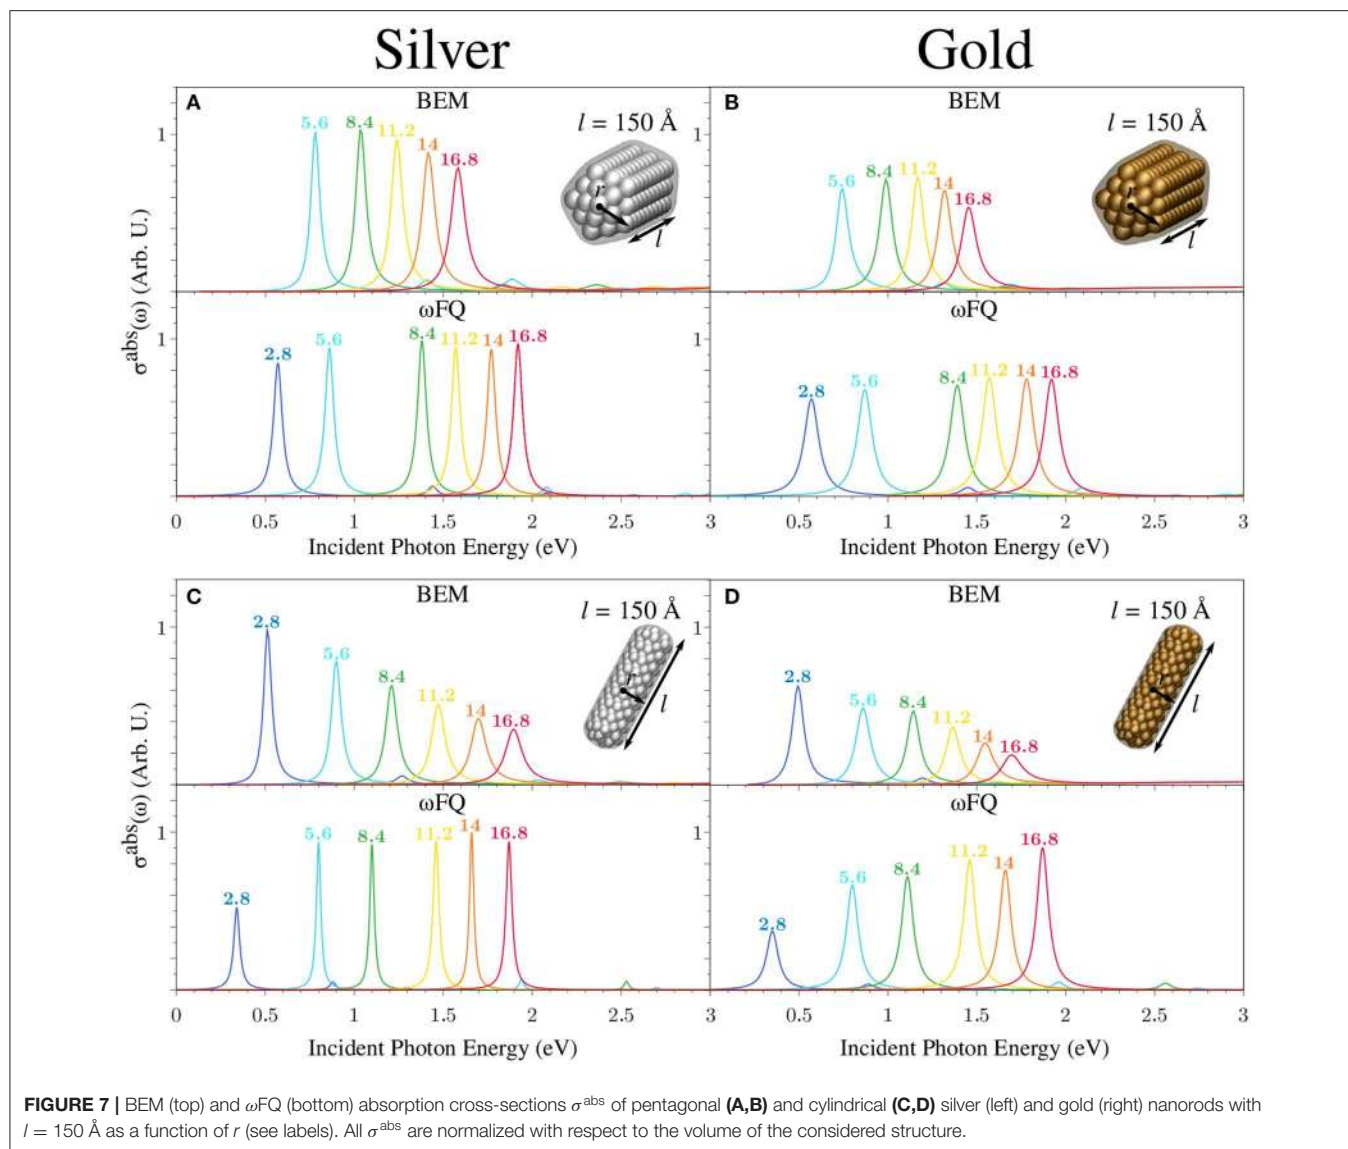 Silver
Gold
A
BEM
l = 150 Å
1
5.6
8.4
11.2
14
16.8
r
l
B
BEM
l = 150 Å
1
5.6
8.4
11.2
14
16.8
r
l
σabs(ω) (Arb. U.)
ωFQ
1
2.8
5.6
8.4
11.2
14
16.8
ωFQ
1
2.8
5.6
8.4
11.2
14
16.8
0 0.5 1 1.5 2 2.5 3
0.5 1 1.5 2 2.5 3
Incident Photon Energy (eV)
Incident Photon Energy (eV)
C
BEM
l = 150 Å
1
2.8
5.6
8.4
11.2
14
16.8
r
l
D
BEM
l = 150 Å
1
2.8
5.6
8.4
11.2
14
16.8
r
l
σabs(ω) (Arb. U.)
ωFQ
1
2.8
5.6
8.4
11.2
14
16.8
ωFQ
1
2.8
5.6
8.4
11.2
14
16.8
0 0.5 1 1.5 2 2.5 3
0.5 1 1.5 2 2.5 3
Incident Photon Energy (eV)
Incident Photon Energy (eV)
FIGURE 7 | BEM (top) and ωFQ (bottom) absorption cross-sections σabs of pentagonal (A,B) and cylindrical (C,D) silver (left) and gold (right) nanorods with
l = 150 Å as a function of r (see labels). All σabs are normalized with respect to the volume of the considered structure.